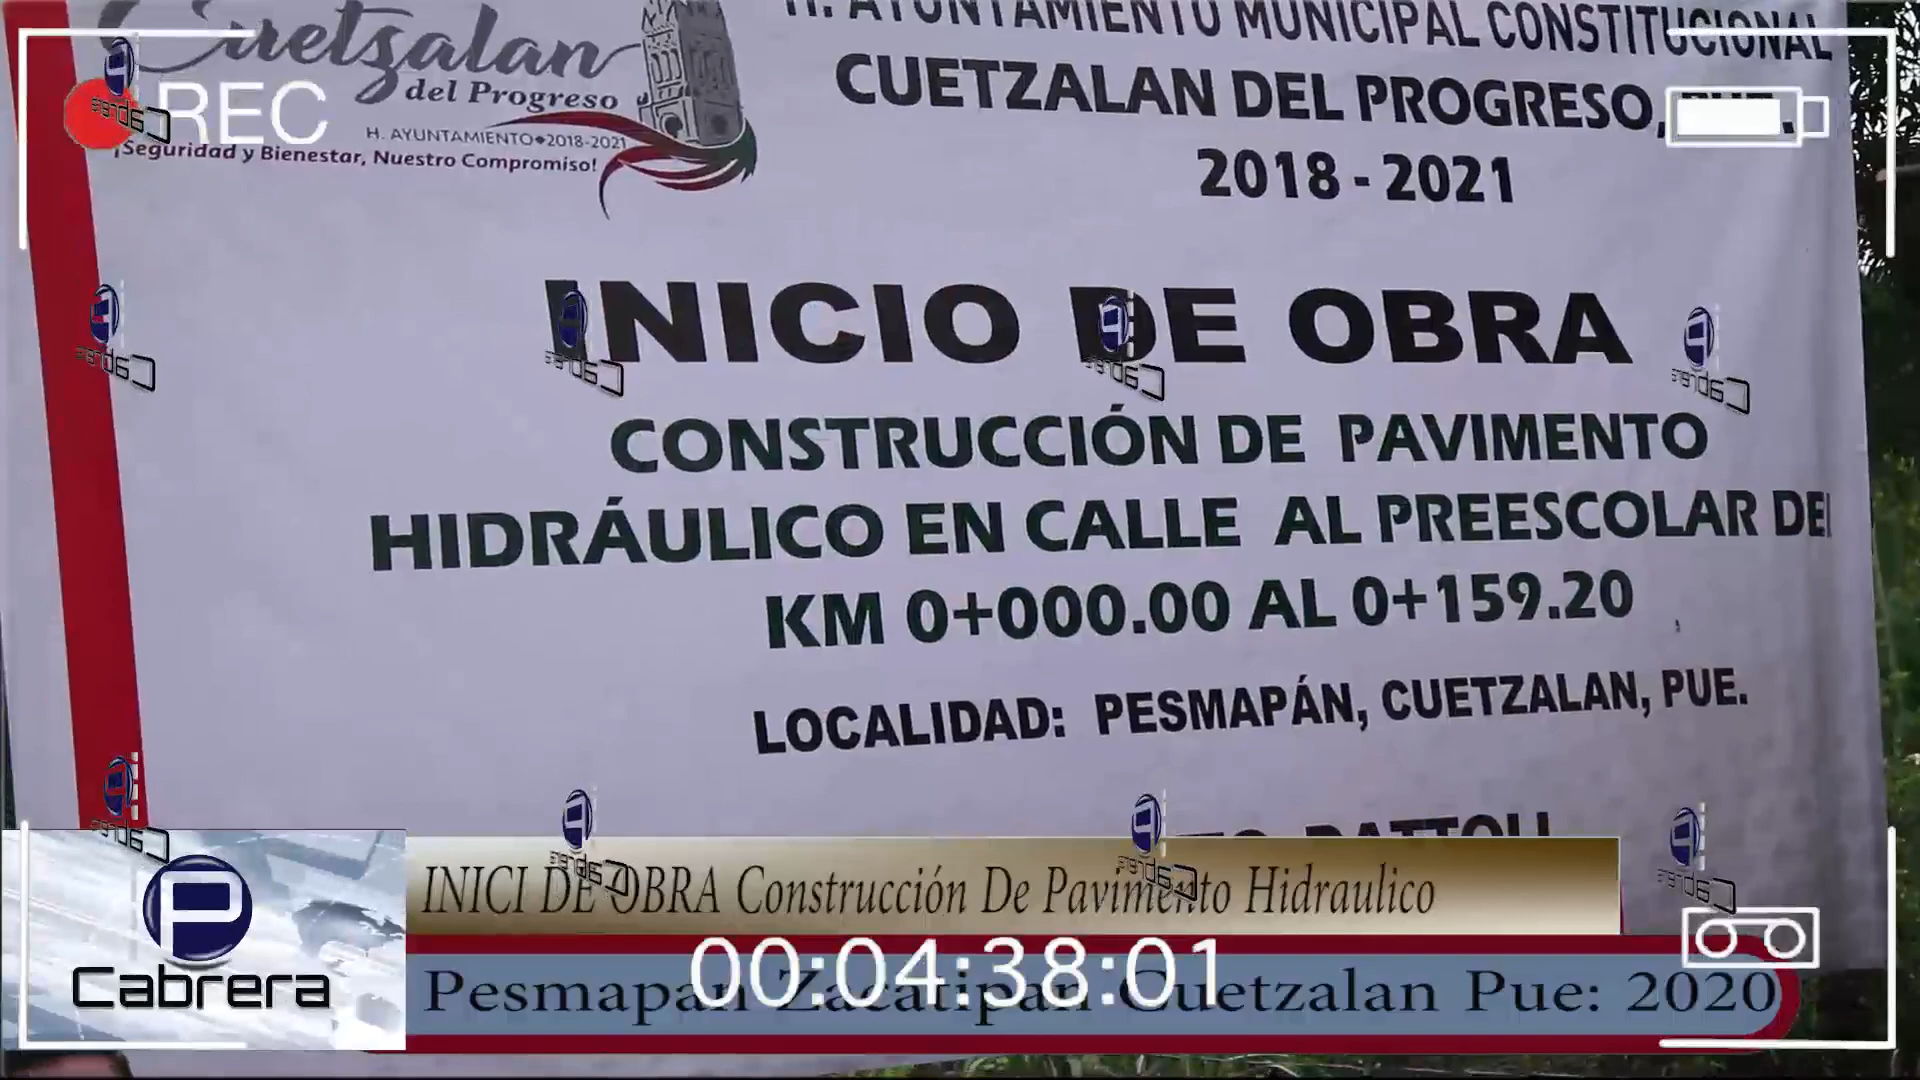 Cuetzalan
del Progreso
H. AYUNTAMIENTO•2018-2021
¡Seguridad y Bienestar, Nuestro Compromiso!
REC
H. AYUNTAMIENTO MUNICIPAL CONSTITUCIONAL
CUETZALAN DEL PROGRESO, PUE.
2018 - 2021
INICIO DE OBRA
CONSTRUCCIÓN DE PAVIMENTO
HIDRÁULICO EN CALLE AL PREESCOLAR DEL
KM 0+000.00 AL 0+159.20
LOCALIDAD: PESMAPÁN, CUETZALAN, PUE.
P
Cabrera
INICI DE OBRA Construcción De Pavimento Hidraulico
00:04:38:01
Pesmapan Zacatipan Cuetzalan Pue: 2020